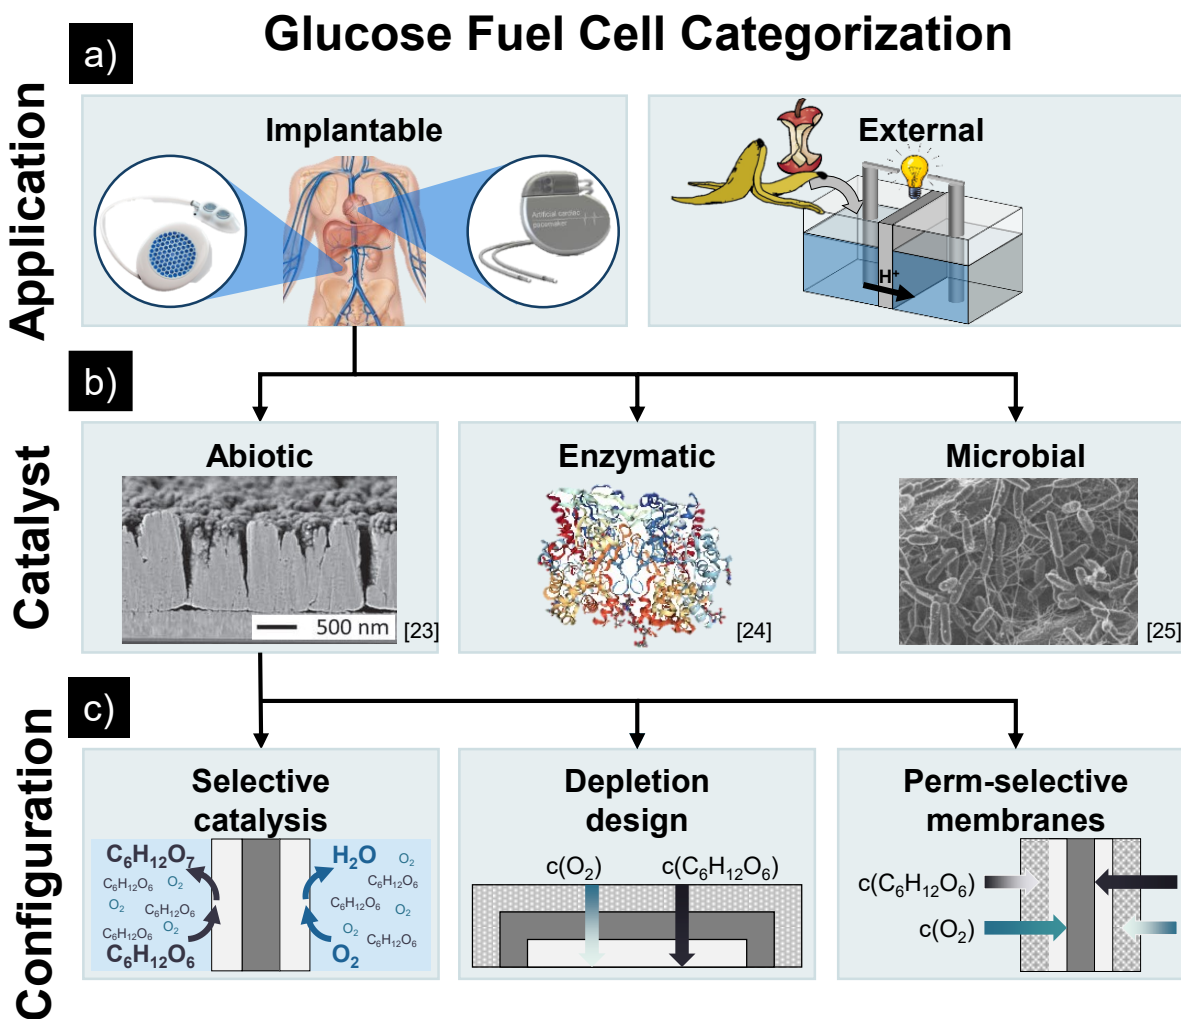 Glucose Fuel Cell Categorization
a)
Application
Implantable
Artificial cardiac
pacemaker
External
H⁺
b)
Catalyst
Abiotic
500 nm
[23]
Enzymatic
[24]
Microbial
[25]
c)
Configuration
Selective
catalysis
C₆H₁₂O₇
C₆H₁₂O₆
O₂
O₂
C₆H₁₂O₆
C₆H₁₂O₆
O₂
C₆H₁₂O₆
H₂O
O₂
C₆H₁₂O₆
C₆H₁₂O₆
O₂
O₂
C₆H₁₂O₆
O₂
Depletion
design
c(O₂)
c(C₆H₁₂O₆)
Perm-selective
membranes
c(C₆H₁₂O₆)
c(O₂)